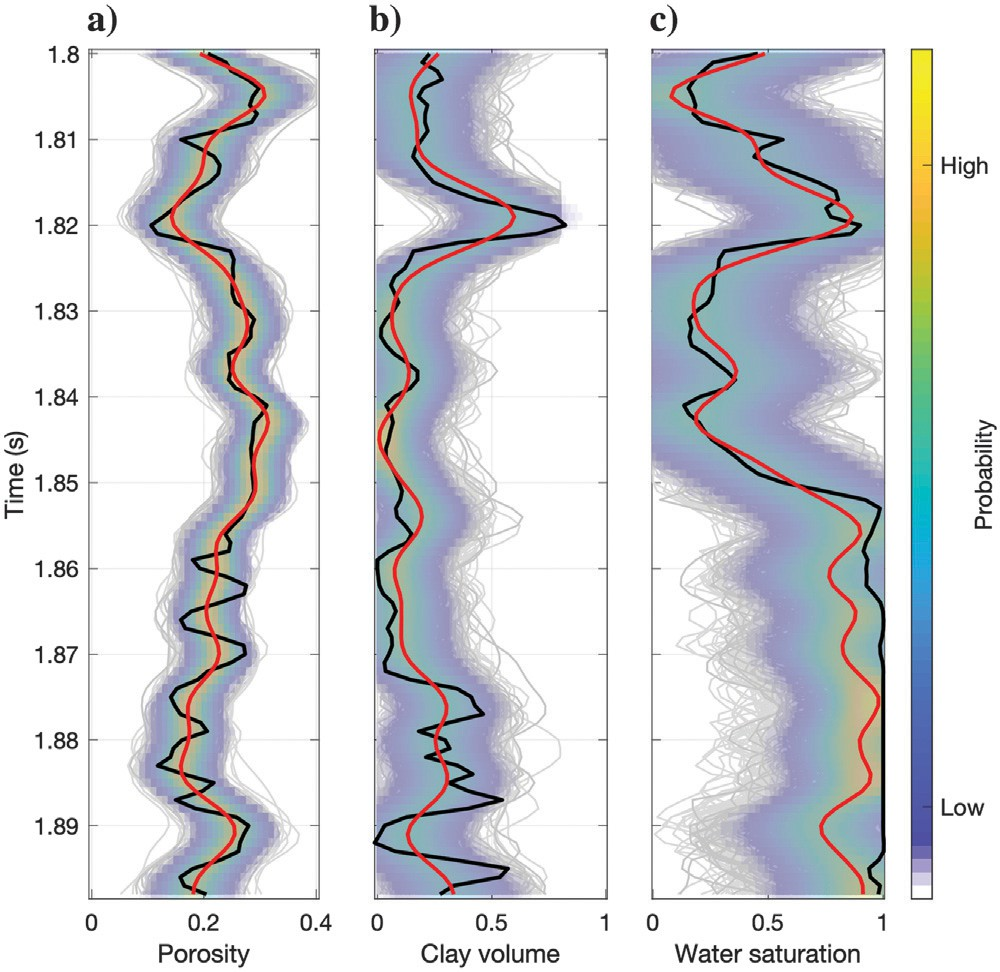 a) b) c)
1.8
1.81
1.82
1.83
1.84
1.85
1.86
1.87
1.88
1.89
Time (s)
0 0.2 0.4
Porosity
0 0.5 1
Clay volume
0 0.5 1
Water saturation
High
Probability
Low